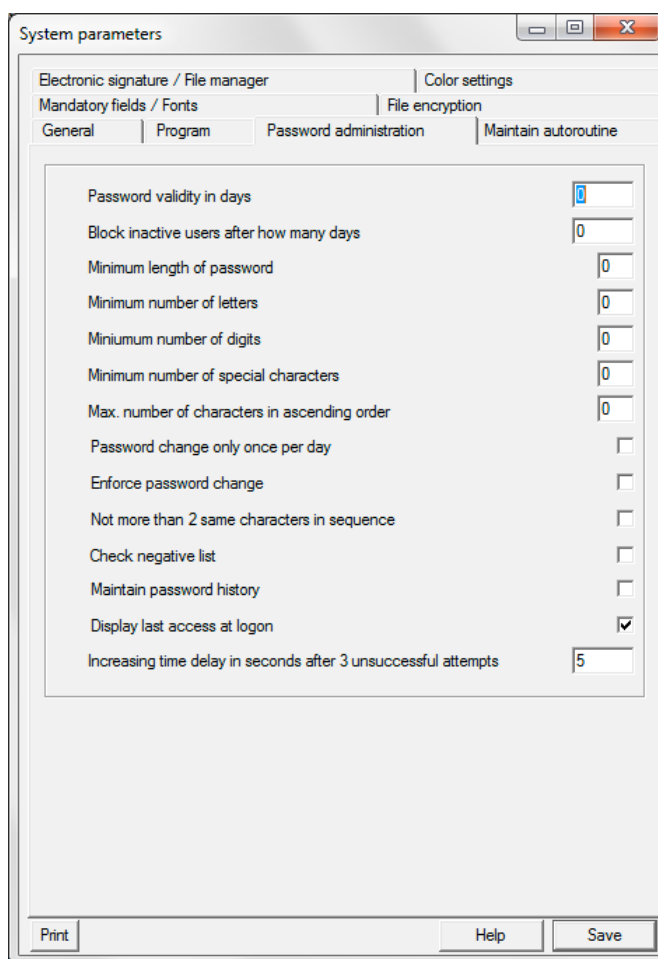 System parameters
Electronic signature / File manager Color settings
Mandatory fields / Fonts File encryption
General Program Password administration Maintain autoroutine
Password validity in days 0
Block inactive users after how many days 0
Minimum length of password 0
Minimum number of letters 0
Miniumum number of digits 0
Minimum number of special characters 0
Max. number of characters in ascending order 0
Password change only once per day
Enforce password change
Not more than 2 same characters in sequence
Check negative list
Maintain password history
Display last access at logon
Increasing time delay in seconds after 3 unsuccessful attempts 5
Print Help Save